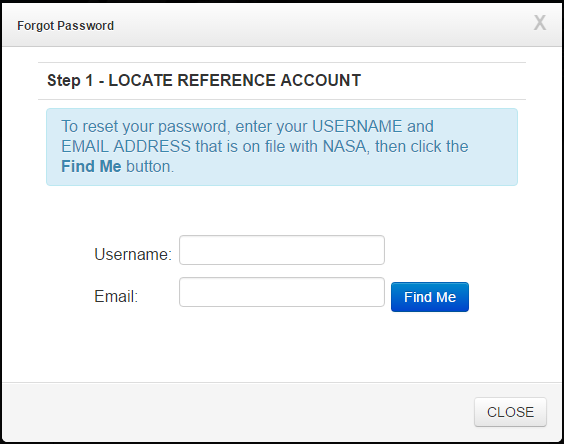 Forgot Password
X
Step 1 - LOCATE REFERENCE ACCOUNT
To reset your password, enter your USERNAME and
EMAIL ADDRESS that is on file with NASA, then click the
Find Me button.
Username:
Email:
Find Me
CLOSE